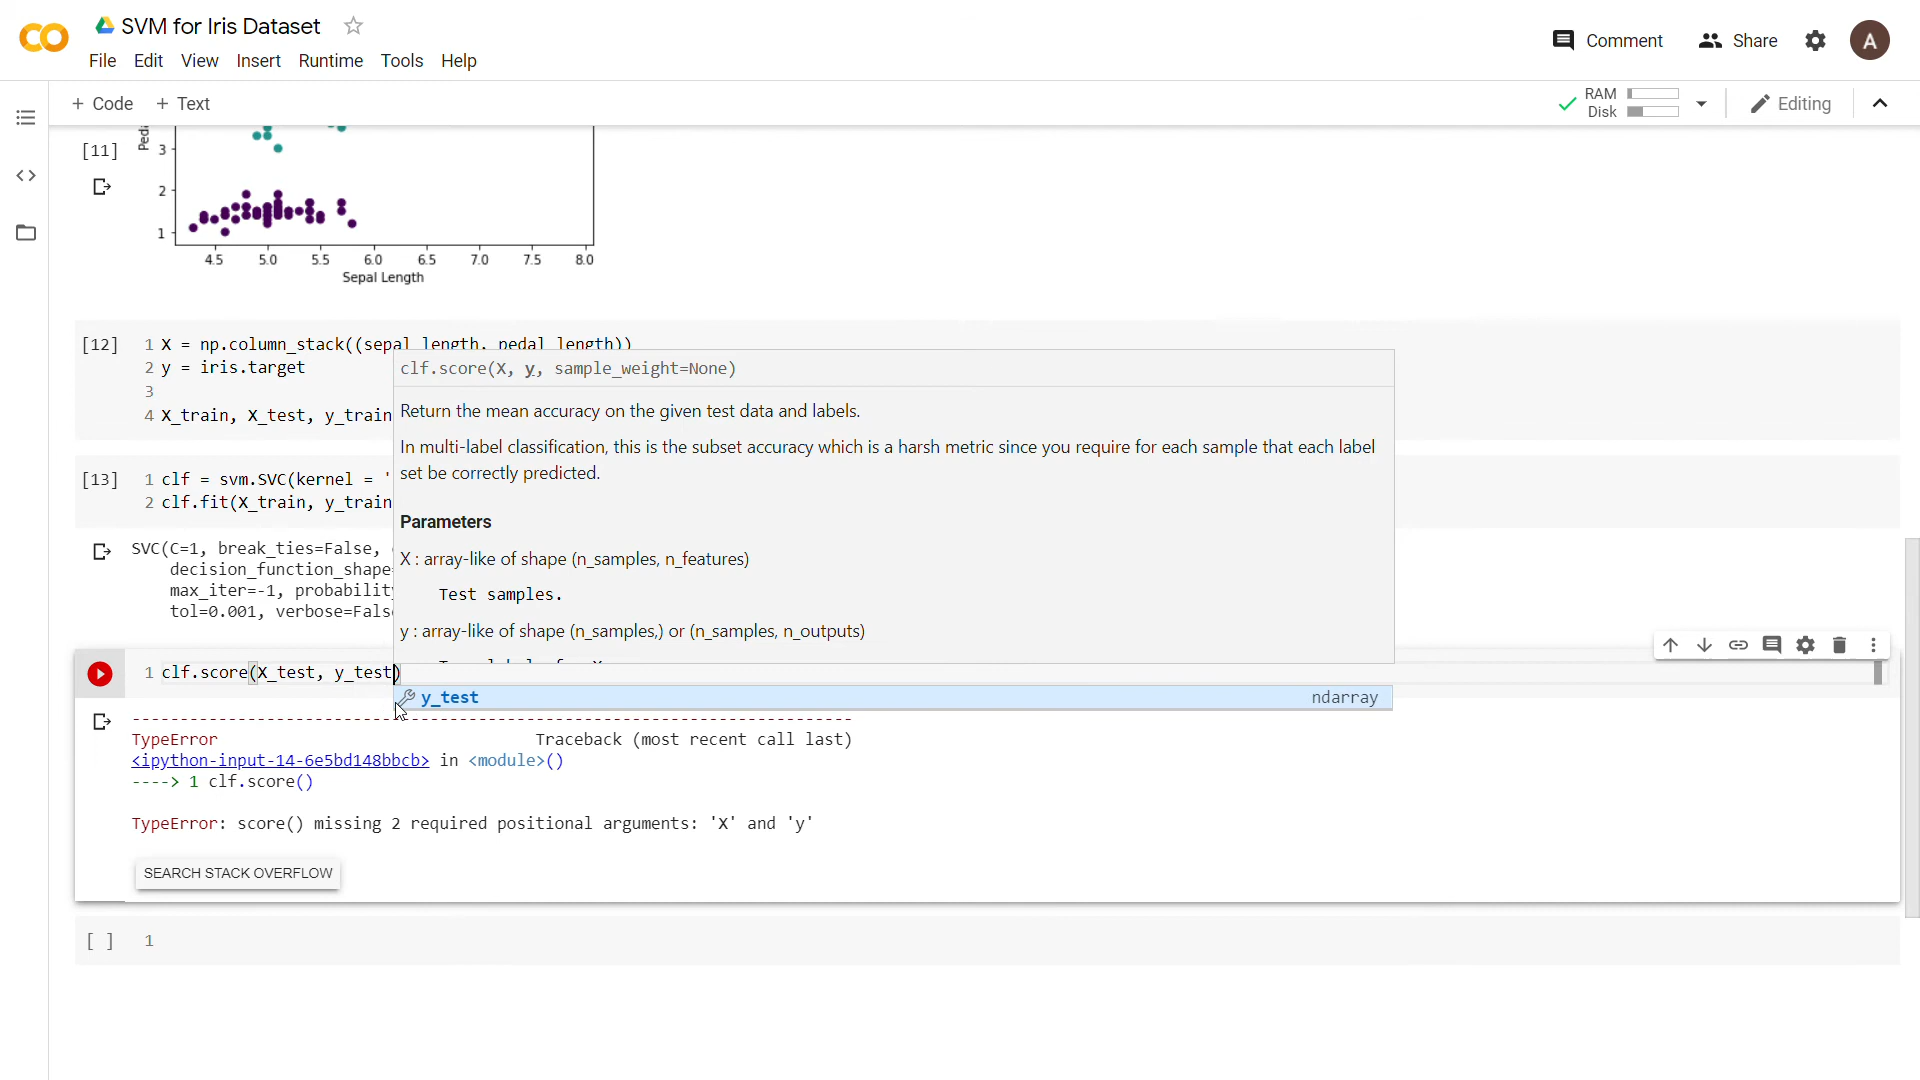 SVM for Iris Dataset
File Edit View Insert Runtime Tools Help
Comment
Share
A
+ Code + Text
RAM
Disk
Editing
[11]
3
2
1
4.5 5.0 5.5 6.0 6.5 7.0 7.5 8.0
Sepal Length
[12]
1 X = np.column_stack((sepal_length, pedal_length))
2 y = iris.target
3
4 X_train, X_test, y_train
clf.score(X, y, sample_weight=None)
Return the mean accuracy on the given test data and labels.
In multi-label classification, this is the subset accuracy which is a harsh metric since you require for each sample that each label
set be correctly predicted.
Parameters
X : array-like of shape (n_samples, n_features)
Test samples.
y : array-like of shape (n_samples,) or (n_samples, n_outputs)
[13]
1 clf = svm.SVC(kernel = '
2 clf.fit(X_train, y_train
SVC(C=1, break_ties=False,
decision_function_shape=
max_iter=-1, probability
tol=0.001, verbose=False
1 clf.score(X_test, y_test)
y_test ndarray
---------------------------------------------------------------------------
TypeError Traceback (most recent call last)
<ipython-input-14-6e5bd148bbcb> in <module>()
----> 1 clf.score()
TypeError: score() missing 2 required positional arguments: 'X' and 'y'
SEARCH STACK OVERFLOW
[ ] 1